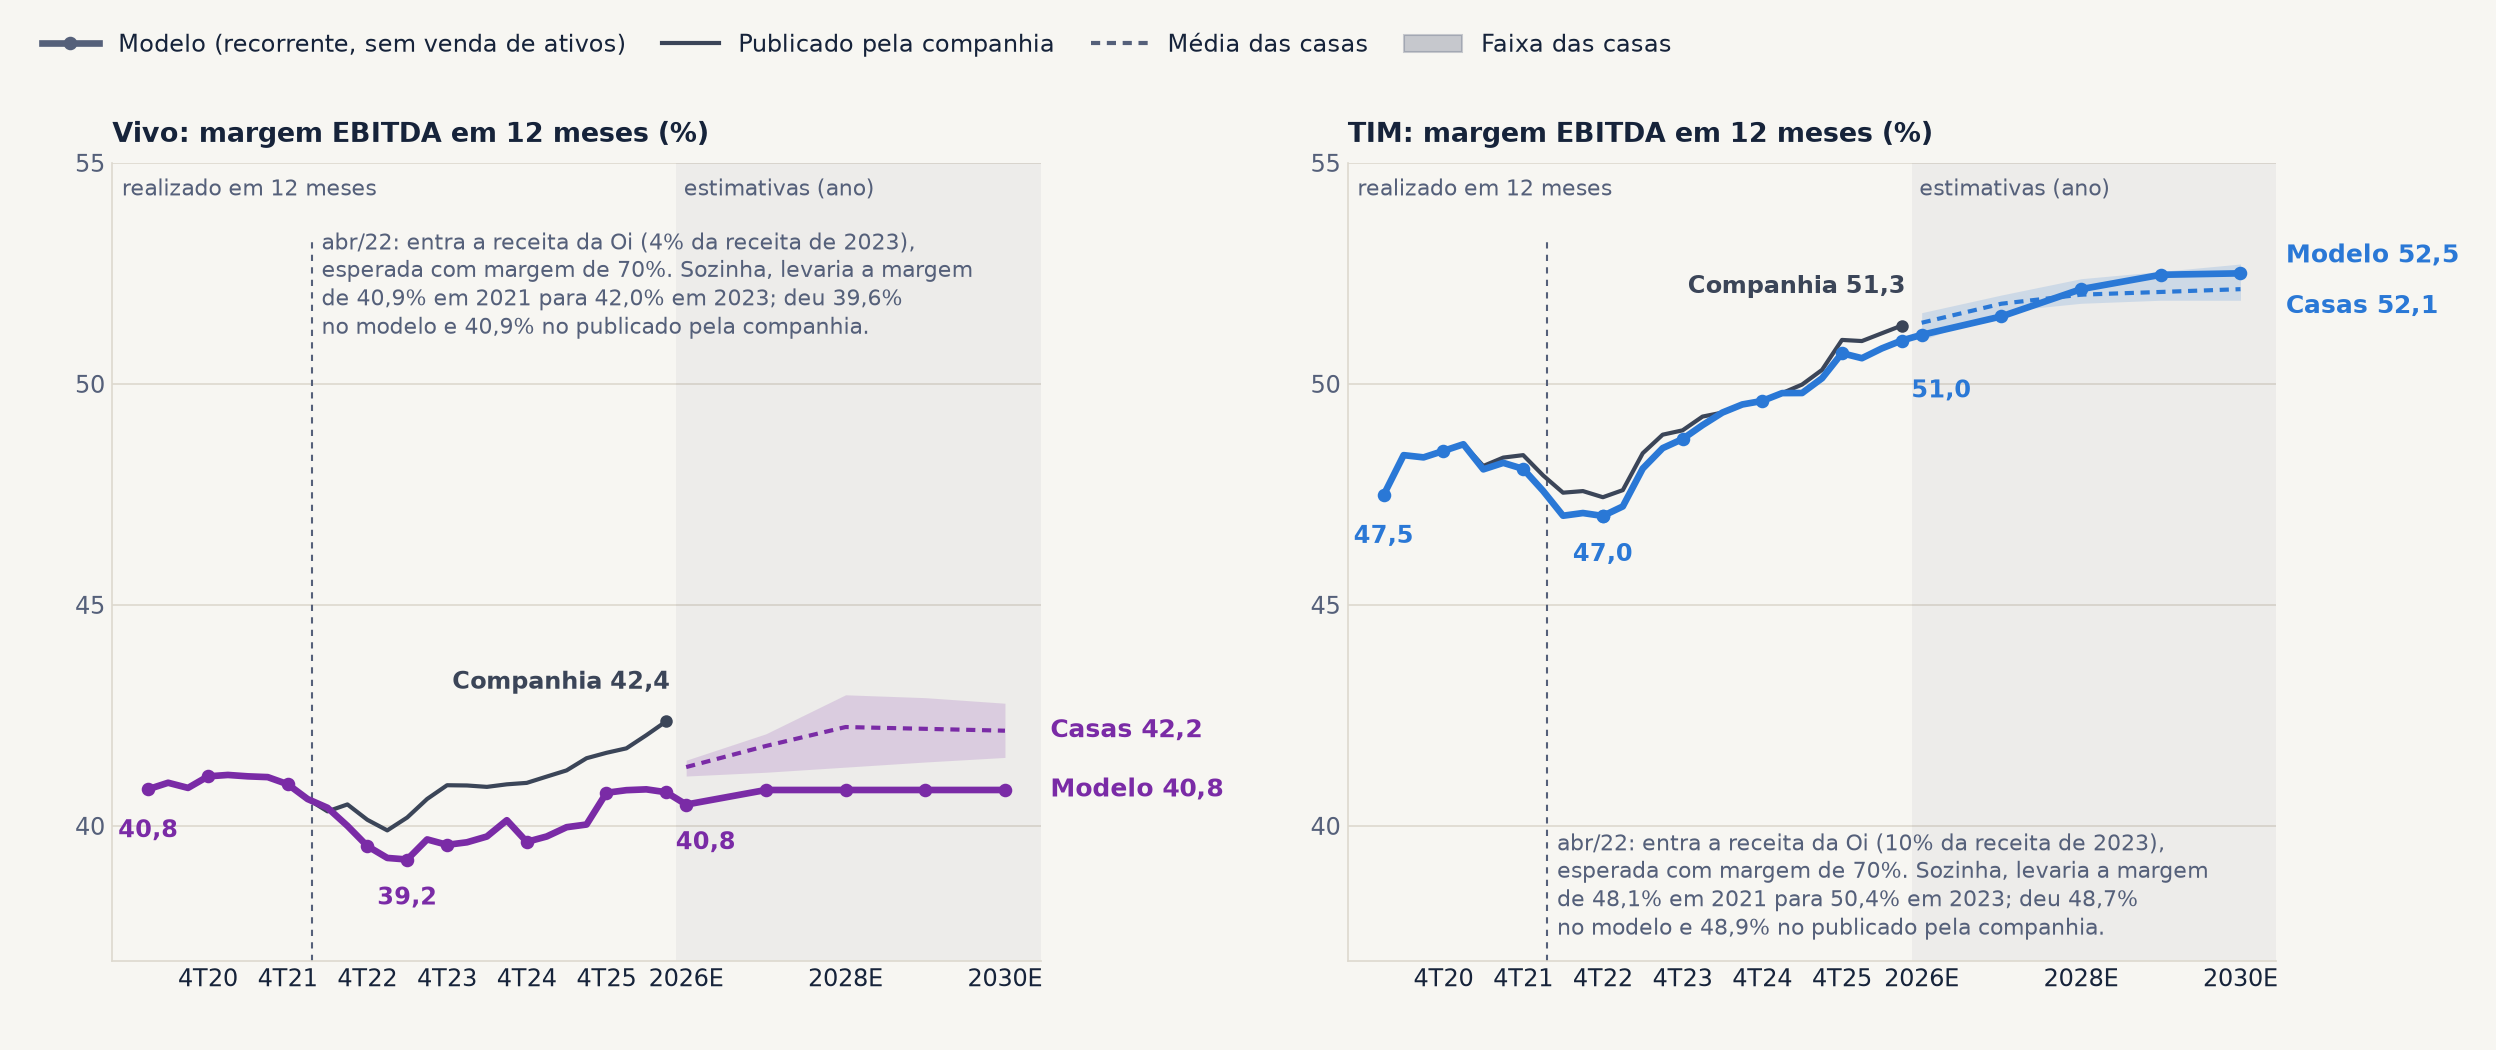 Modelo (recorrente, sem venda de ativos) Publicado pela companhia Média das casas Faixa das casas
Vivo: margem EBITDA em 12 meses (%)
55
realizado em 12 meses estimativas (ano)
abr/22: entra a receita da Oi (4% da receita de 2023),
esperada com margem de 70%. Sozinha, levaria a margem
de 40,9% em 2021 para 42,0% em 2023; deu 39,6%
no modelo e 40,9% no publicado pela companhia.
50
45
Companhia 42,4
Casas 42,2
Modelo 40,8
40
40,8
40,8
39,2
4T20 4T21 4T22 4T23 4T24 4T25 2026E 2028E 2030E
TIM: margem EBITDA em 12 meses (%)
55
realizado em 12 meses estimativas (ano)
Modelo 52,5
Companhia 51,3
Casas 52,1
50
51,0
47,5
47,0
45
40
abr/22: entra a receita da Oi (10% da receita de 2023),
esperada com margem de 70%. Sozinha, levaria a margem
de 48,1% em 2021 para 50,4% em 2023; deu 48,7%
no modelo e 48,9% no publicado pela companhia.
4T20 4T21 4T22 4T23 4T24 4T25 2026E 2028E 2030E